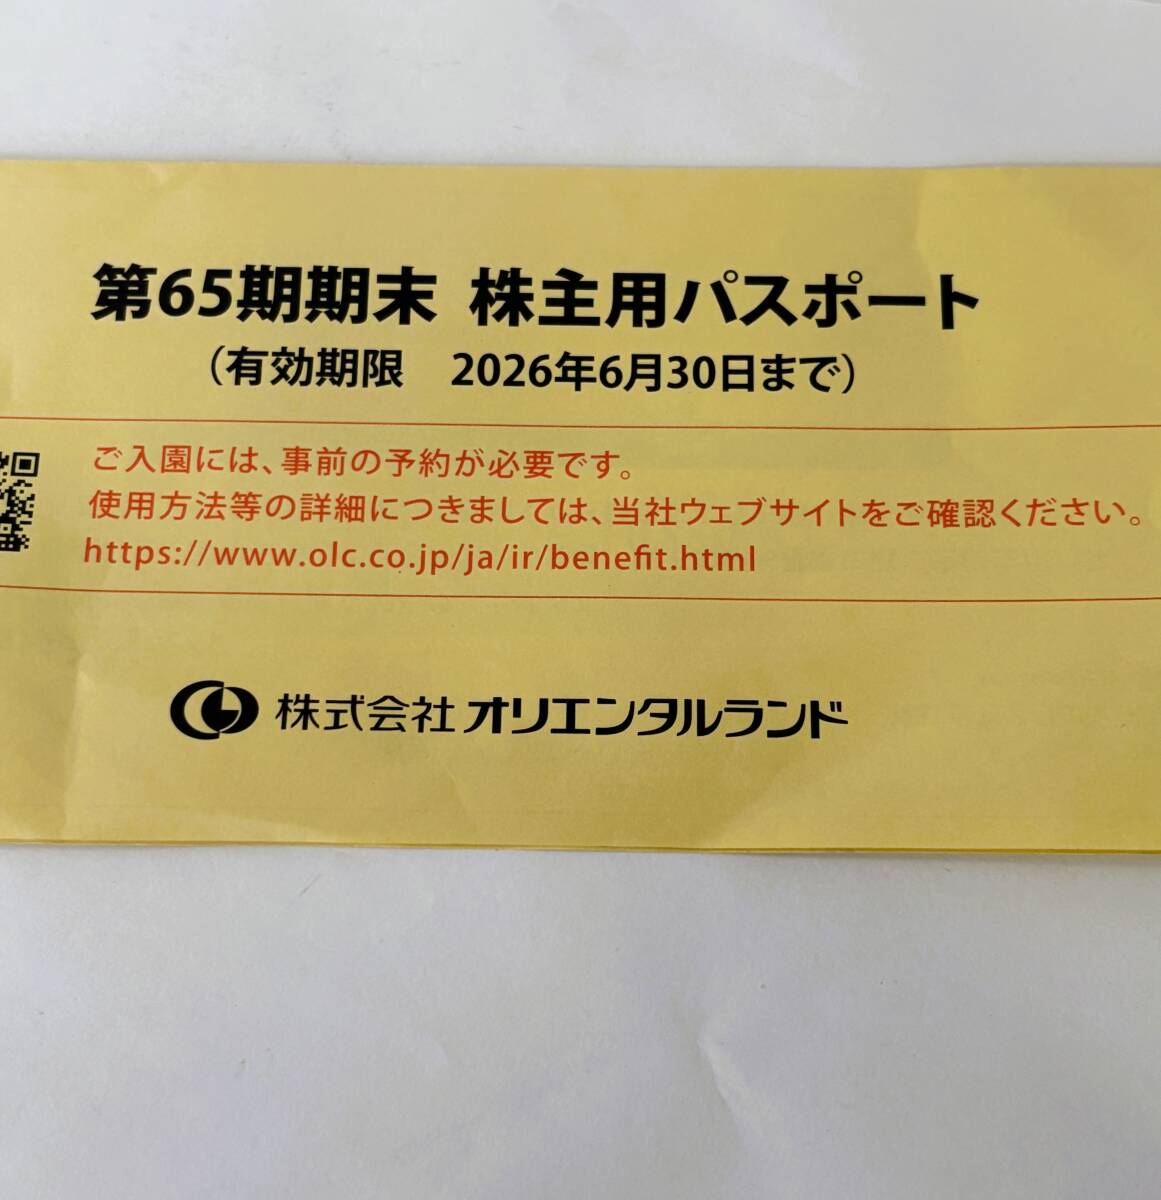 第65期期末 株主用パスポート
（有効期限　2026年6月30日まで）
ご入園には、事前の予約が必要です。
使用方法等の詳細につきましては、当社ウェブサイトをご確認ください。
https://www.olc.co.jp/ja/ir/benefit.html
株式会社オリエンタルランド